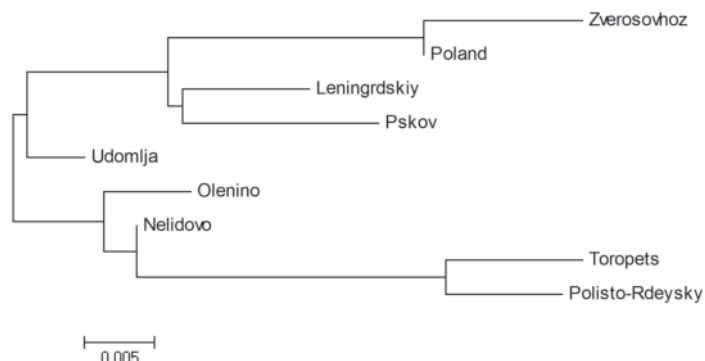 Zverosovhoz
Poland
Leningrdskiy
Pskov
Udomlja
Olenino
Nelidovo
Toropets
Polisto-Rdeysky
0.005